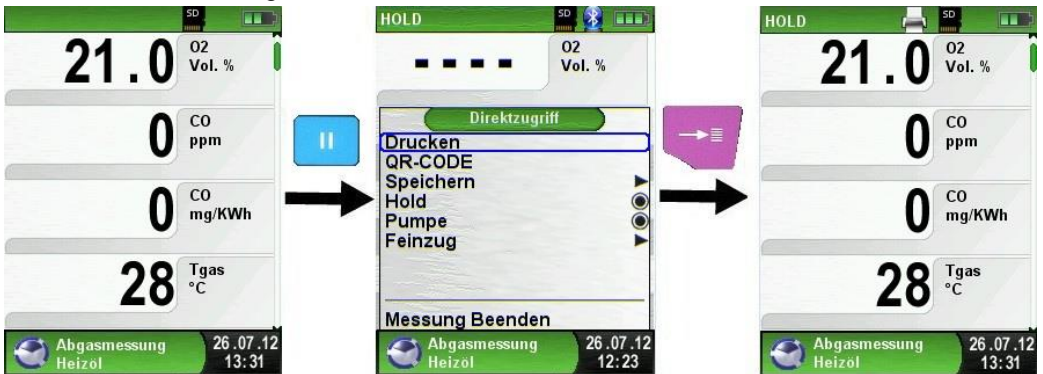 SD
21.0
O2
Vol. %
0
CO
ppm
0
CO
mg/KWh
28
Tgas
°C
Abgasmessung
Heizöl
26.07.12
13:31
HOLD
SD
----
O2
Vol. %
Direktzugriff
Drucken
QR-CODE
Speichern
Hold
Pumpe
Feinzug
Messung Beenden
Abgasmessung
Heizöl
26.07.12
12:23
HOLD
SD
21.0
O2
Vol. %
0
CO
ppm
0
CO
mg/KWh
28
Tgas
°C
Abgasmessung
Heizöl
26.07.12
13:31